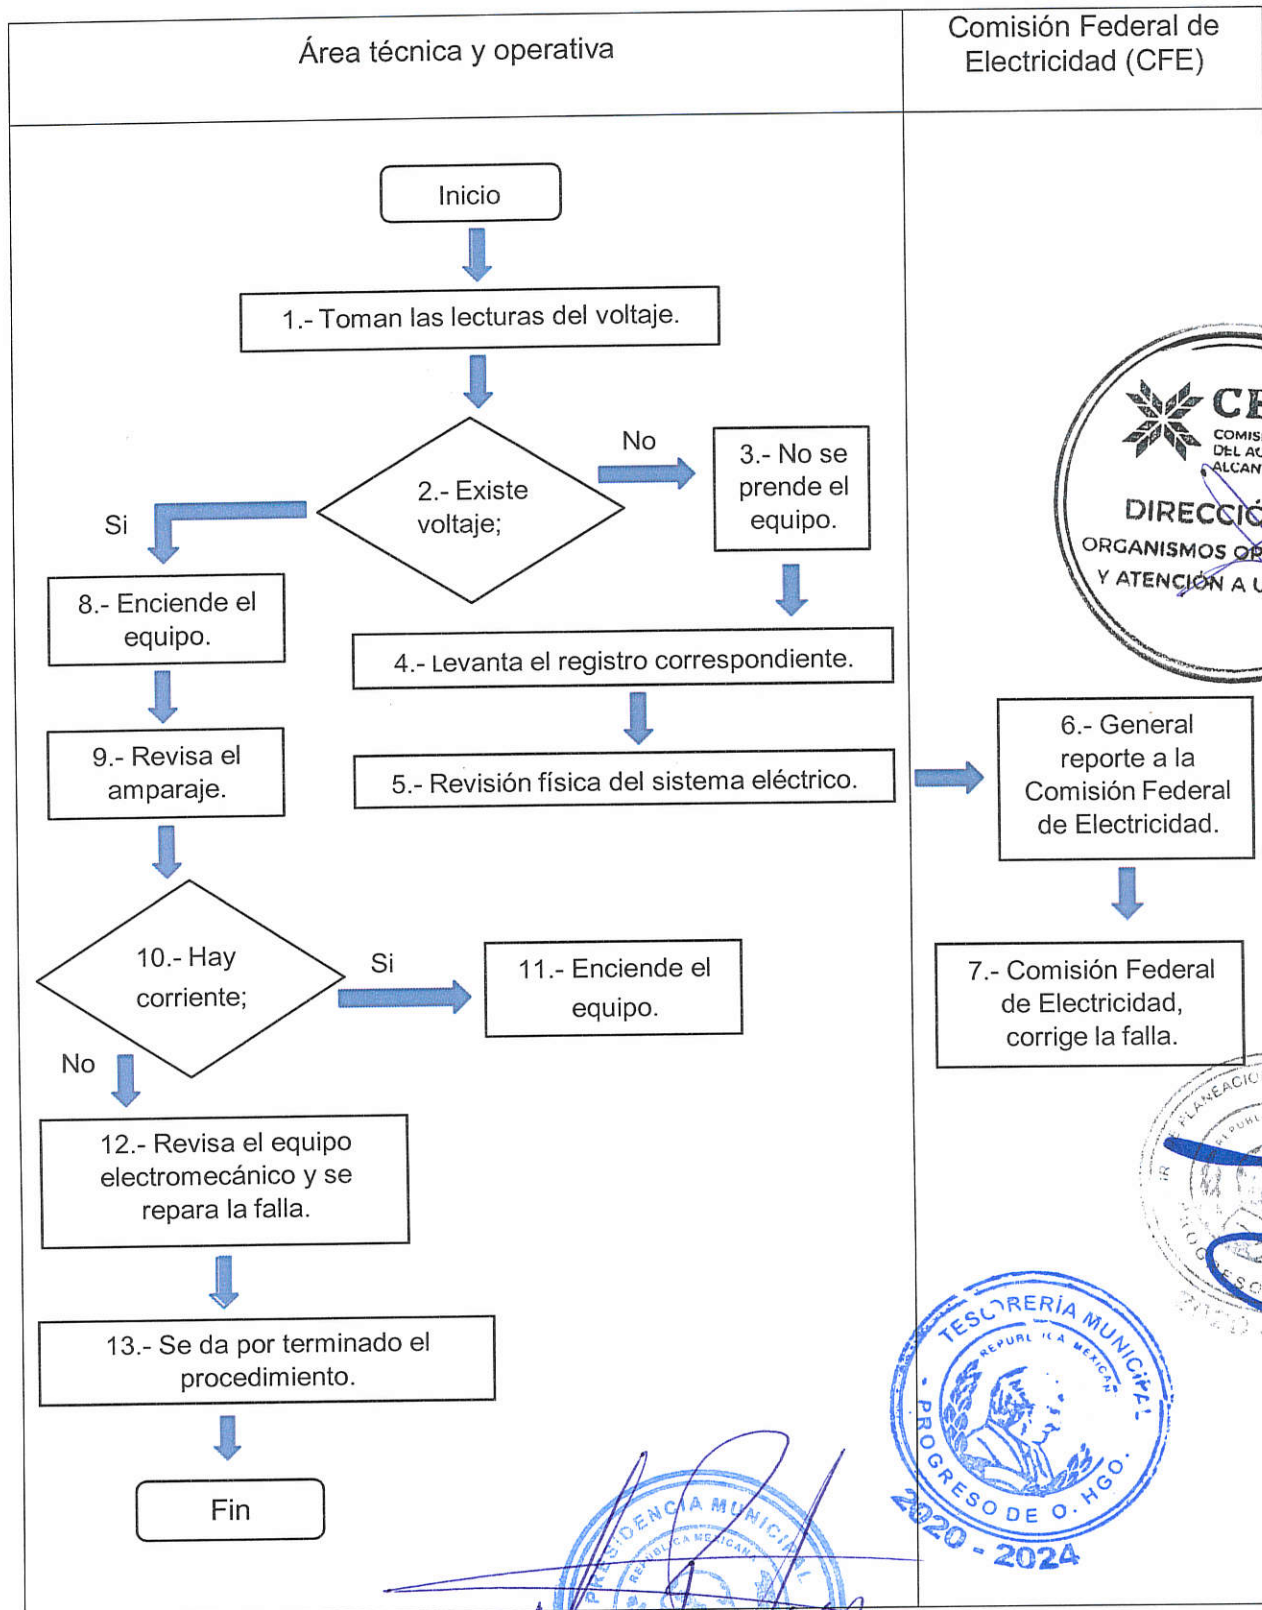 Área técnica y operativa
Comisión Federal de
Electricidad (CFE)
Inicio
1.- Toman las lecturas del voltaje.
2.- Existe
voltaje;
No
3.- No se
prende el
equipo.
Si
8.- Enciende el
equipo.
4.- Levanta el registro correspondiente.
9.- Revisa el
amparaje.
5.- Revisión física del sistema eléctrico.
6.- General
reporte a la
Comisión Federal
de Electricidad.
10.- Hay
corriente;
Si
11.- Enciende el
equipo.
7.- Comisión Federal
de Electricidad,
corrige la falla.
No
12.- Revisa el equipo
electromecánico y se
repara la falla.
13.- Se da por terminado el
procedimiento.
Fin
DIRECCIÓ
ORGANISMOS OP
Y ATENCIÓN A U
TESORERÍA MUNICIPAL
REPUBLICA MEXICAN
PROGRESO DE O. HGO.
2020 - 2024
PRESIDENCIA MUNICIPAL
REPUBLICA MEXICANA